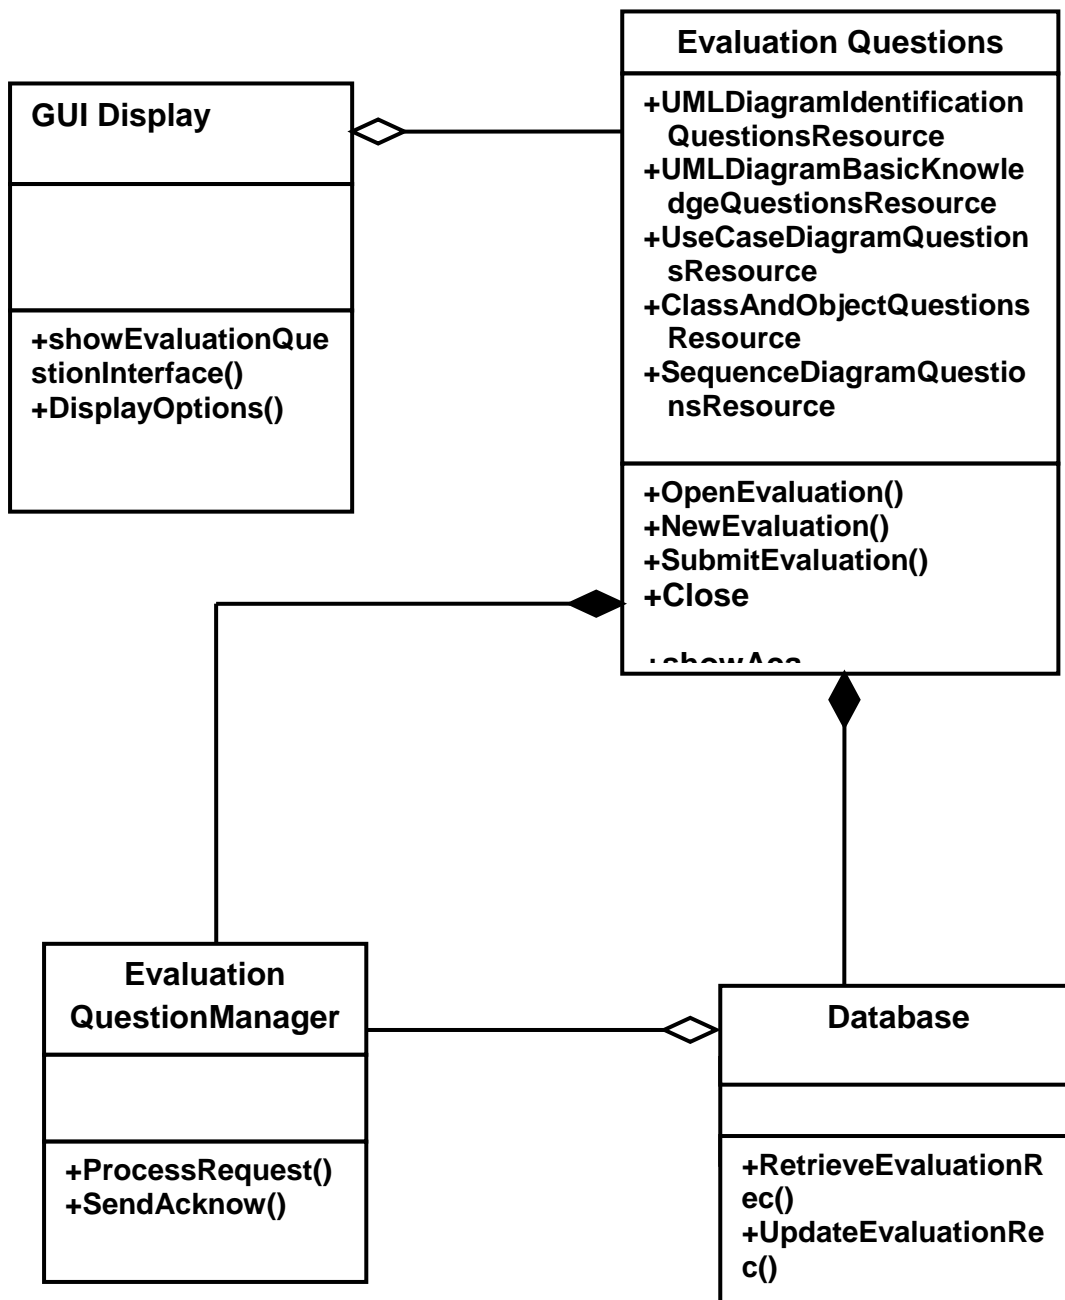 Evaluation Questions
+UMLDiagramIdentification
QuestionsResource
+UMLDiagramBasicKnowle
dgeQuestionsResource
+UseCaseDiagramQuestion
sResource
+ClassAndObjectQuestions
Resource
+SequenceDiagramQuestio
nsResource
+OpenEvaluation()
+NewEvaluation()
+SubmitEvaluation()
+Close
GUI Display
+showEvaluationQue
stionInterface()
+DisplayOptions()
Evaluation
QuestionManager
+ProcessRequest()
+SendAcknow()
Database
+RetrieveEvaluationR
ec()
+UpdateEvaluationRe
c()